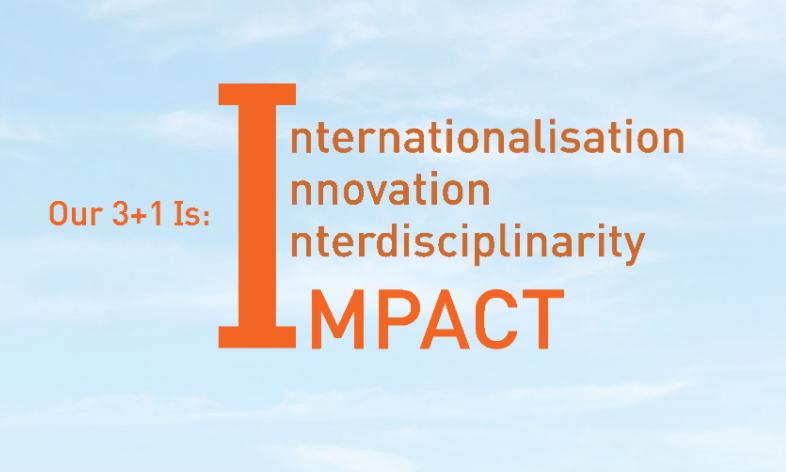 Our 3+1 Is:
Internationalisation
Innovation
Interdisciplinarity
IMPACT